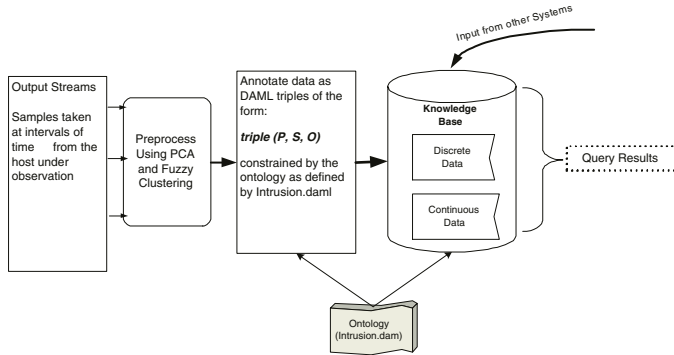 Input from other Systems
Output Streams
Samples taken
at intervals of
time from the
host under
observation
Preprocess
Using PCA
and Fuzzy
Clustering
Annotate data as
DAML triples of the
form:
triple (P, S, O)
constrained by the
ontology as defined
by Intrusion.daml
Knowledge
Base
Discrete
Data
Continuous
Data
Query Results
Ontology
(Intrusion.dam)